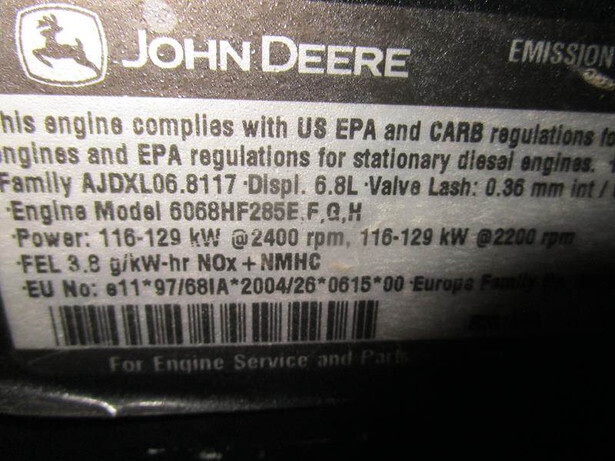 JOHN DEERE
EMISSION
his engine complies with US EPA and CARB regulations fo
ngines and EPA regulations for stationary diesel engines.
Family AJDXL06.8117 ·Displ. 6.8L ·Valve Lash: 0.36 mm int /
·Engine Model 6068HF285E,F,G,H
·Power: 116-129 kW @2400 rpm, 116-129 kW @2200 rpm
·FEL 3.8 g/kW-hr NOx + NMHC
·EU No: e11*97/68IA*2004/26*0615*00 ·Europe Family
For Engine Service and Parts